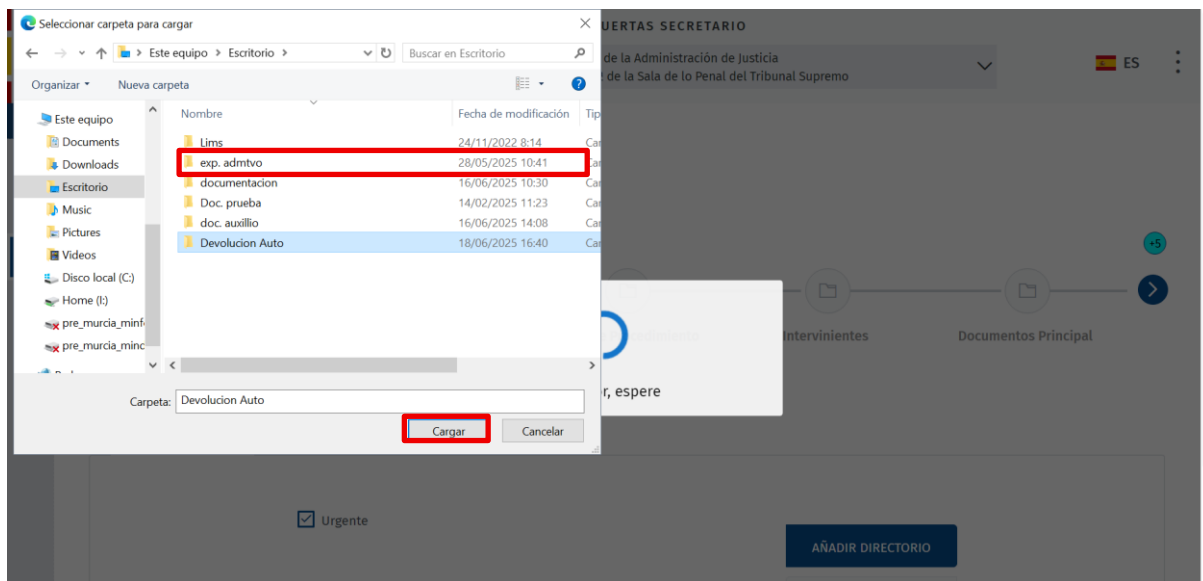 Seleccionar carpeta para cargar
UERTAS SECRETARIO
Este equipo > Escritorio >
Buscar en Escritorio
de la Administración de Justicia
de la Sala de lo Penal del Tribunal Supremo
ES
Organizar
Nueva carpeta
Nombre
Fecha de modificación
Tip
Este equipo
Documents
Downloads
Escritorio
Music
Pictures
Videos
Disco local (C:)
Home (I:)
pre_murcia_minf
pre_murcia_minc
Lims 24/11/2022 8:14 Car
exp. admtvo 28/05/2025 10:41 Car
documentacion 16/06/2025 10:30 Car
Doc. prueba 14/02/2025 11:23 Car
doc. auxillio 16/06/2025 14:08 Car
Devolucion Auto 18/06/2025 16:40 Car
Carpeta: Devolucion Auto
Cargar
Cancelar
+5
Intervinientes
Documentos Principal
r, espere
Urgente
AÑADIR DIRECTORIO